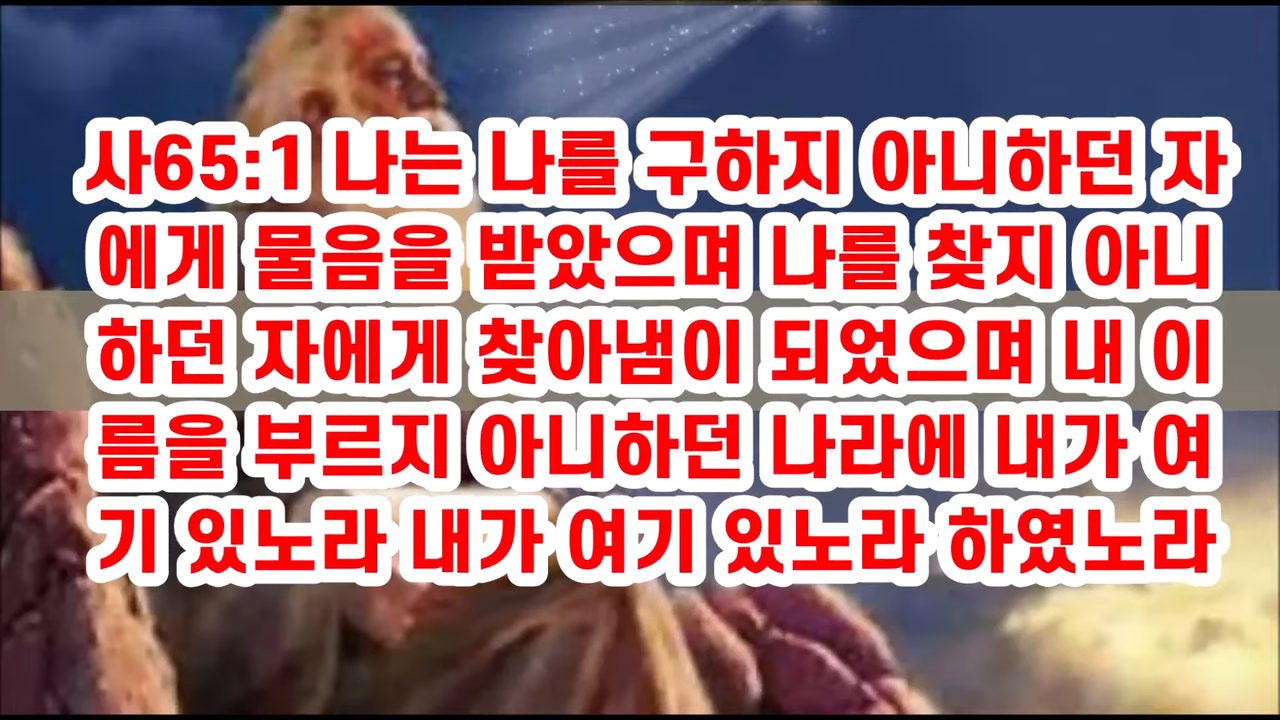 사65:1 나는 나를 구하지 아니하던 자
에게 물음을 받았으며 나를 찾지 아니
하던 자에게 찾아냄이 되었으며 내 이
름을 부르지 아니하던 나라에 내가 여
기 있노라 내가 여기 있노라 하였노라